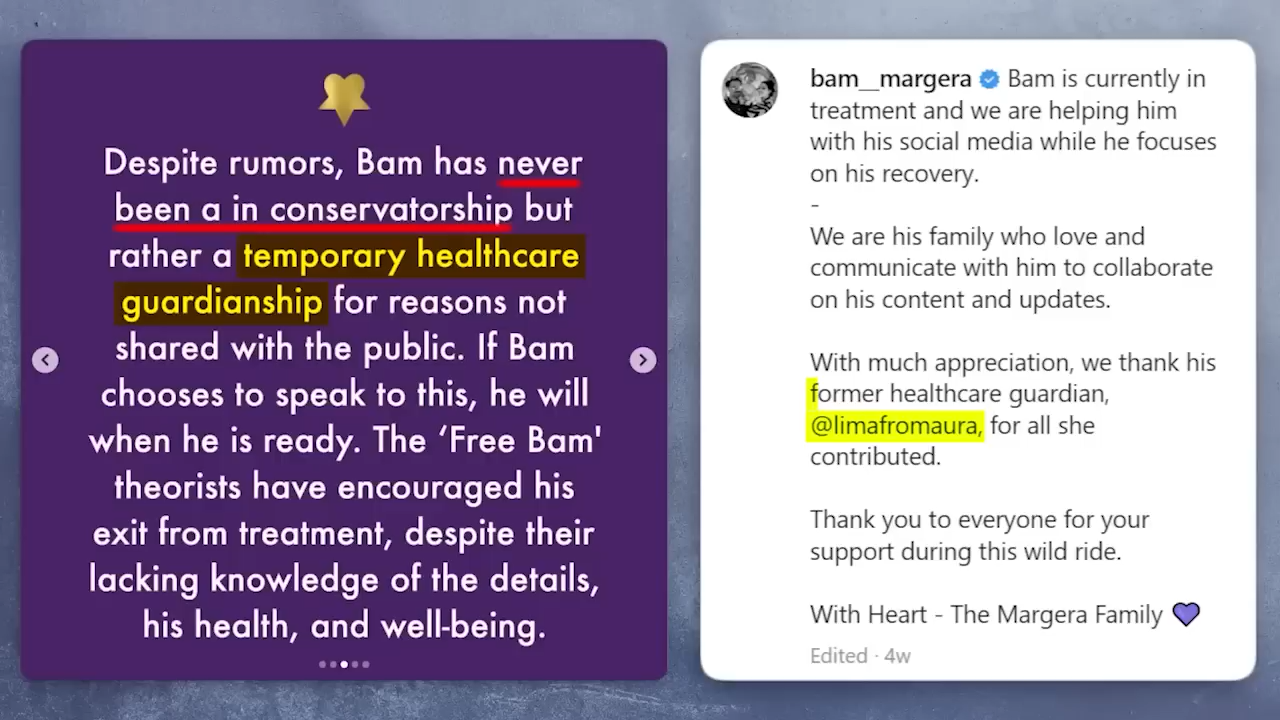 Despite rumors, Bam has never
been a in conservatorship but
rather a temporary healthcare
guardianship for reasons not
shared with the public. If Bam
chooses to speak to this, he will
when he is ready. The ‘Free Bam'
theorists have encouraged his
exit from treatment, despite their
lacking knowledge of the details,
his health, and well-being.
bam__margera Bam is currently in
treatment and we are helping him
with his social media while he focuses
on his recovery.
-
We are his family who love and
communicate with him to collaborate
on his content and updates.
With much appreciation, we thank his
former healthcare guardian,
@limafromaura, for all she
contributed.
Thank you to everyone for your
support during this wild ride.
With Heart - The Margera Family 💜
Edited · 4w